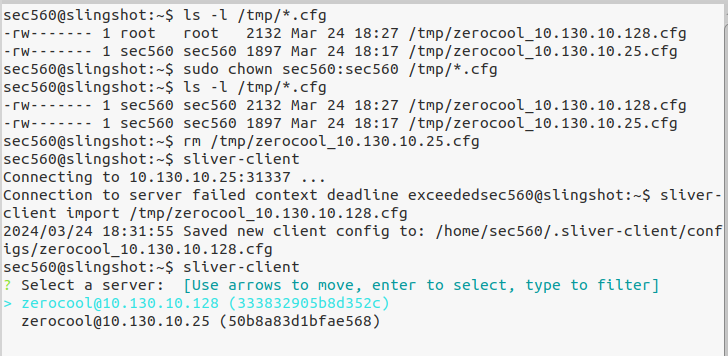 sec560@slingshot:~$ ls -l /tmp/*.cfg
-rw------- 1 root   root   2132 Mar 24 18:27 /tmp/zerocool_10.130.10.128.cfg
-rw------- 1 sec560 sec560 1897 Mar 24 18:17 /tmp/zerocool_10.130.10.25.cfg
sec560@slingshot:~$ sudo chown sec560:sec560 /tmp/*.cfg
sec560@slingshot:~$ ls -l /tmp/*.cfg
-rw------- 1 sec560 sec560 2132 Mar 24 18:27 /tmp/zerocool_10.130.10.128.cfg
-rw------- 1 sec560 sec560 1897 Mar 24 18:17 /tmp/zerocool_10.130.10.25.cfg
sec560@slingshot:~$ rm /tmp/zerocool_10.130.10.25.cfg
sec560@slingshot:~$ sliver-client
Connecting to 10.130.10.25:31337 ...
Connection to server failed context deadline exceededsec560@slingshot:~$ sliver-
client import /tmp/zerocool_10.130.10.128.cfg
2024/03/24 18:31:55 Saved new client config to: /home/sec560/.sliver-client/conf
igs/zerocool_10.130.10.128.cfg
sec560@slingshot:~$ sliver-client
? Select a server:  [Use arrows to move, enter to select, type to filter]
> zerocool@10.130.10.128 (333832905b8d352c)
  zerocool@10.130.10.25 (50b8a83d1bfae568)